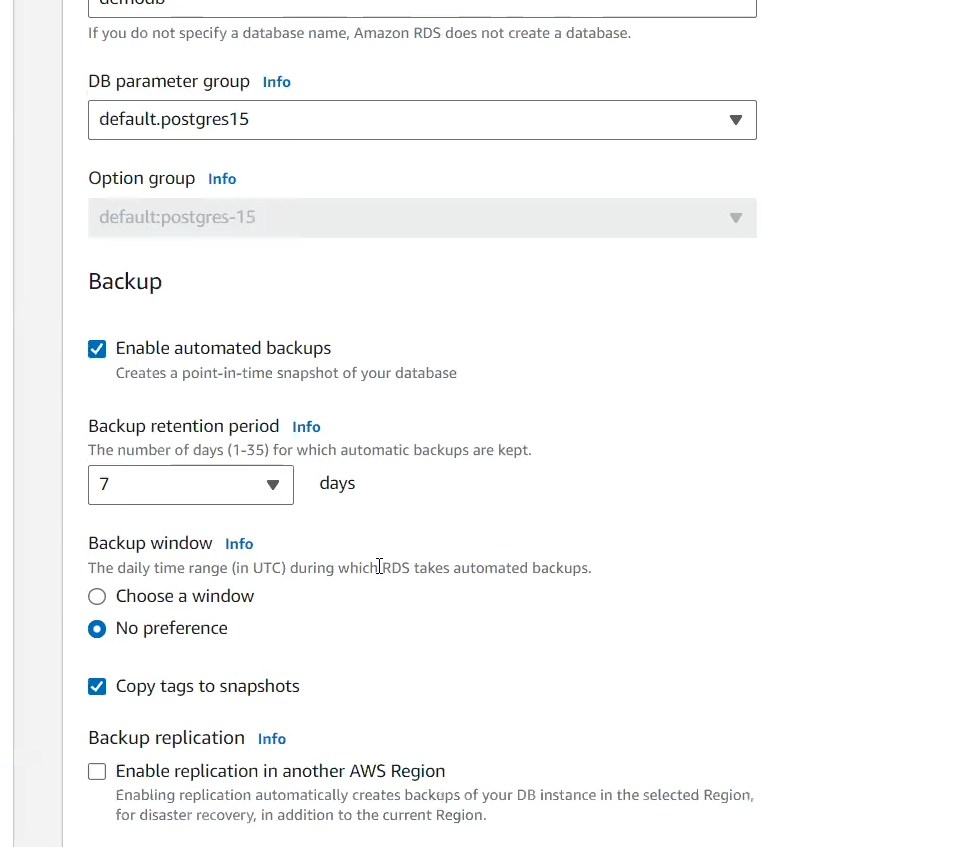 demodb
If you do not specify a database name, Amazon RDS does not create a database.
DB parameter group Info
default.postgres15
Option group Info
default:postgres-15
Backup
Enable automated backups
Creates a point-in-time snapshot of your database
Backup retention period Info
The number of days (1-35) for which automatic backups are kept.
7 days
Backup window Info
The daily time range (in UTC) during which RDS takes automated backups.
Choose a window
No preference
Copy tags to snapshots
Backup replication Info
Enable replication in another AWS Region
Enabling replication automatically creates backups of your DB instance in the selected Region,
for disaster recovery, in addition to the current Region.